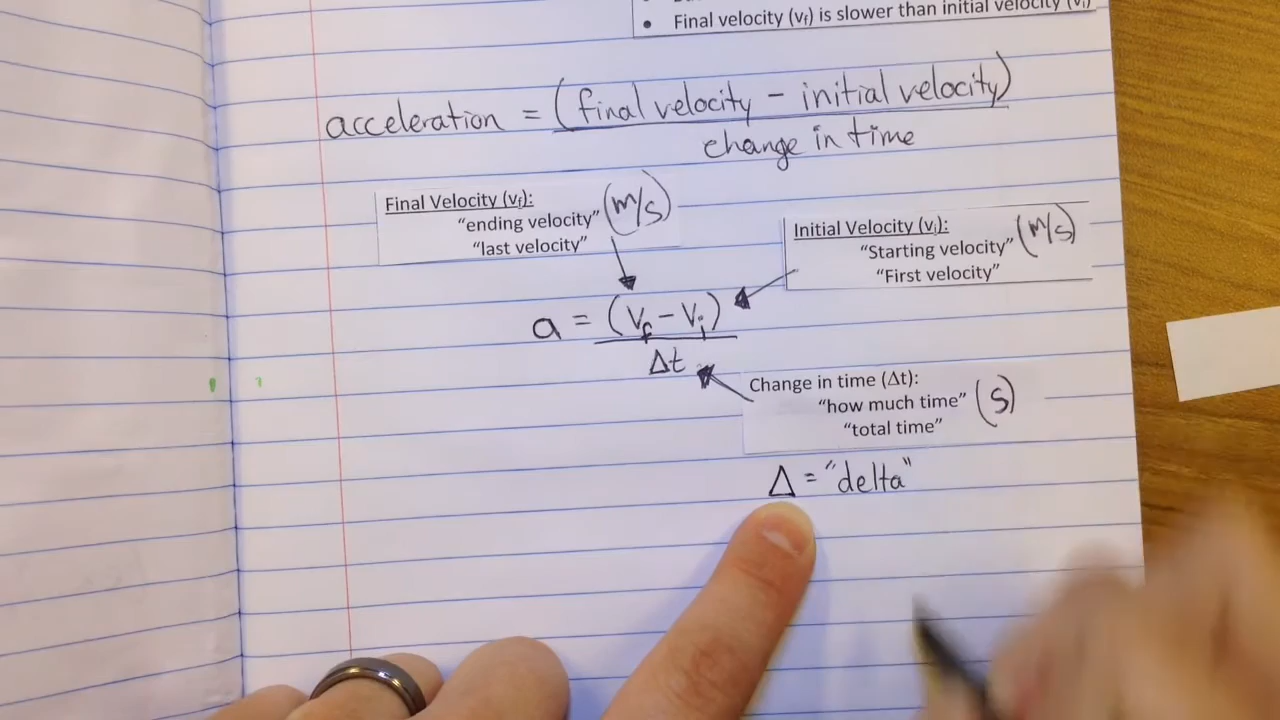 • Final velocity (vf) is slower than initial velocity (vi)
acceleration = (final velocity - initial velocity)
change in time
Final Velocity (vf): (m/s)
"ending velocity"
"last velocity"
Initial Velocity (vi): (m/s)
"Starting velocity"
"First velocity"
a = (Vf - Vi)
Δt
Change in time (Δt):
"how much time" (s)
"total time"
Δ = "delta"